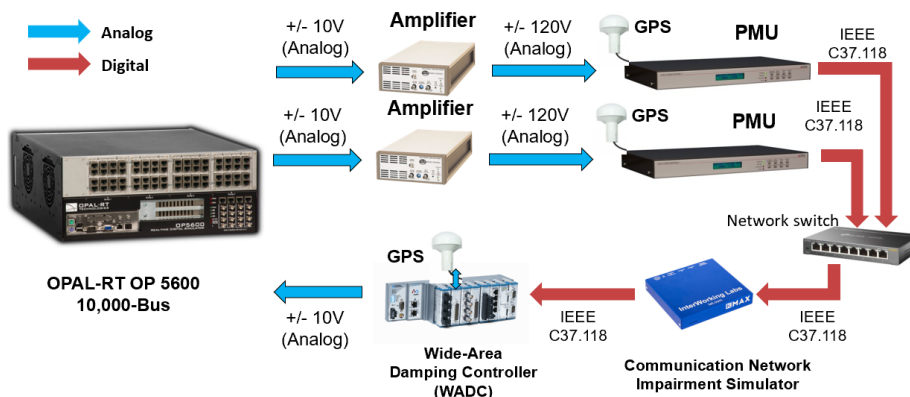 Analog
Digital
+/- 10V
(Analog)
Amplifier
+/- 120V
(Analog)
GPS
PMU
IEEE
C37.118
+/- 10V
(Analog)
Amplifier
+/- 120V
(Analog)
GPS
PMU
IEEE
C37.118
Network switch
OPAL-RT
TECHNOLOGIES
OP5600
OPAL-RT OP 5600
10,000-Bus
+/- 10V
(Analog)
GPS
Wide-Area
Damping Controller
(WADC)
IEEE
C37.118
InterWorking Labs
MAX
IEEE
C37.118
Communication Network
Impairment Simulator